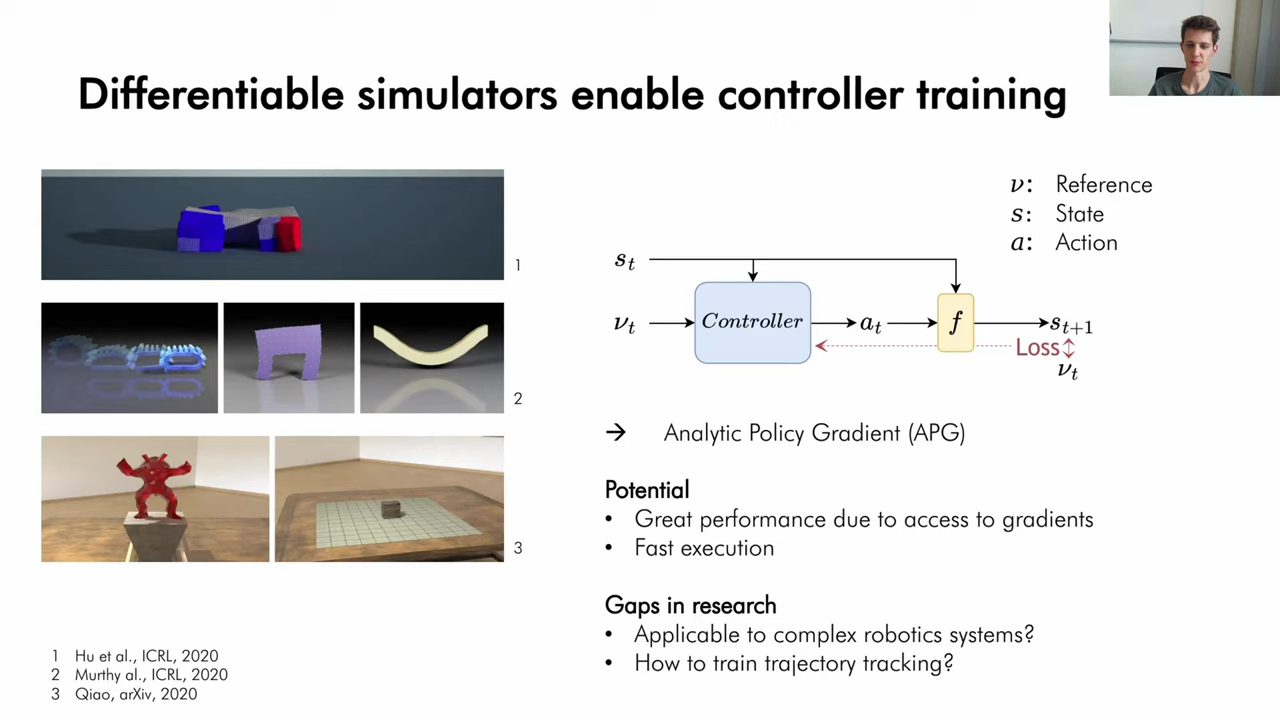 Differentiable simulators enable controller training
1
2
3
1 Hu et al., ICRL, 2020
2 Murthy al., ICRL, 2020
3 Qiao, arXiv, 2020
ν: Reference
s: State
a: Action
s_t
ν_t
Controller
a_t
f
s_{t+1}
Loss
ν_t
→ Analytic Policy Gradient (APG)
Potential
• Great performance due to access to gradients
• Fast execution
Gaps in research
• Applicable to complex robotics systems?
• How to train trajectory tracking?